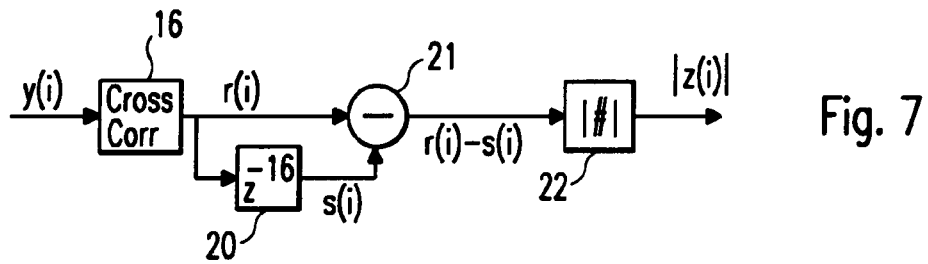 16
21
y(i)
Cross
Corr
r(i)
−
r(i)−s(i)
|#|
|z(i)|
Fig. 7
z⁻¹⁶
s(i)
20
22